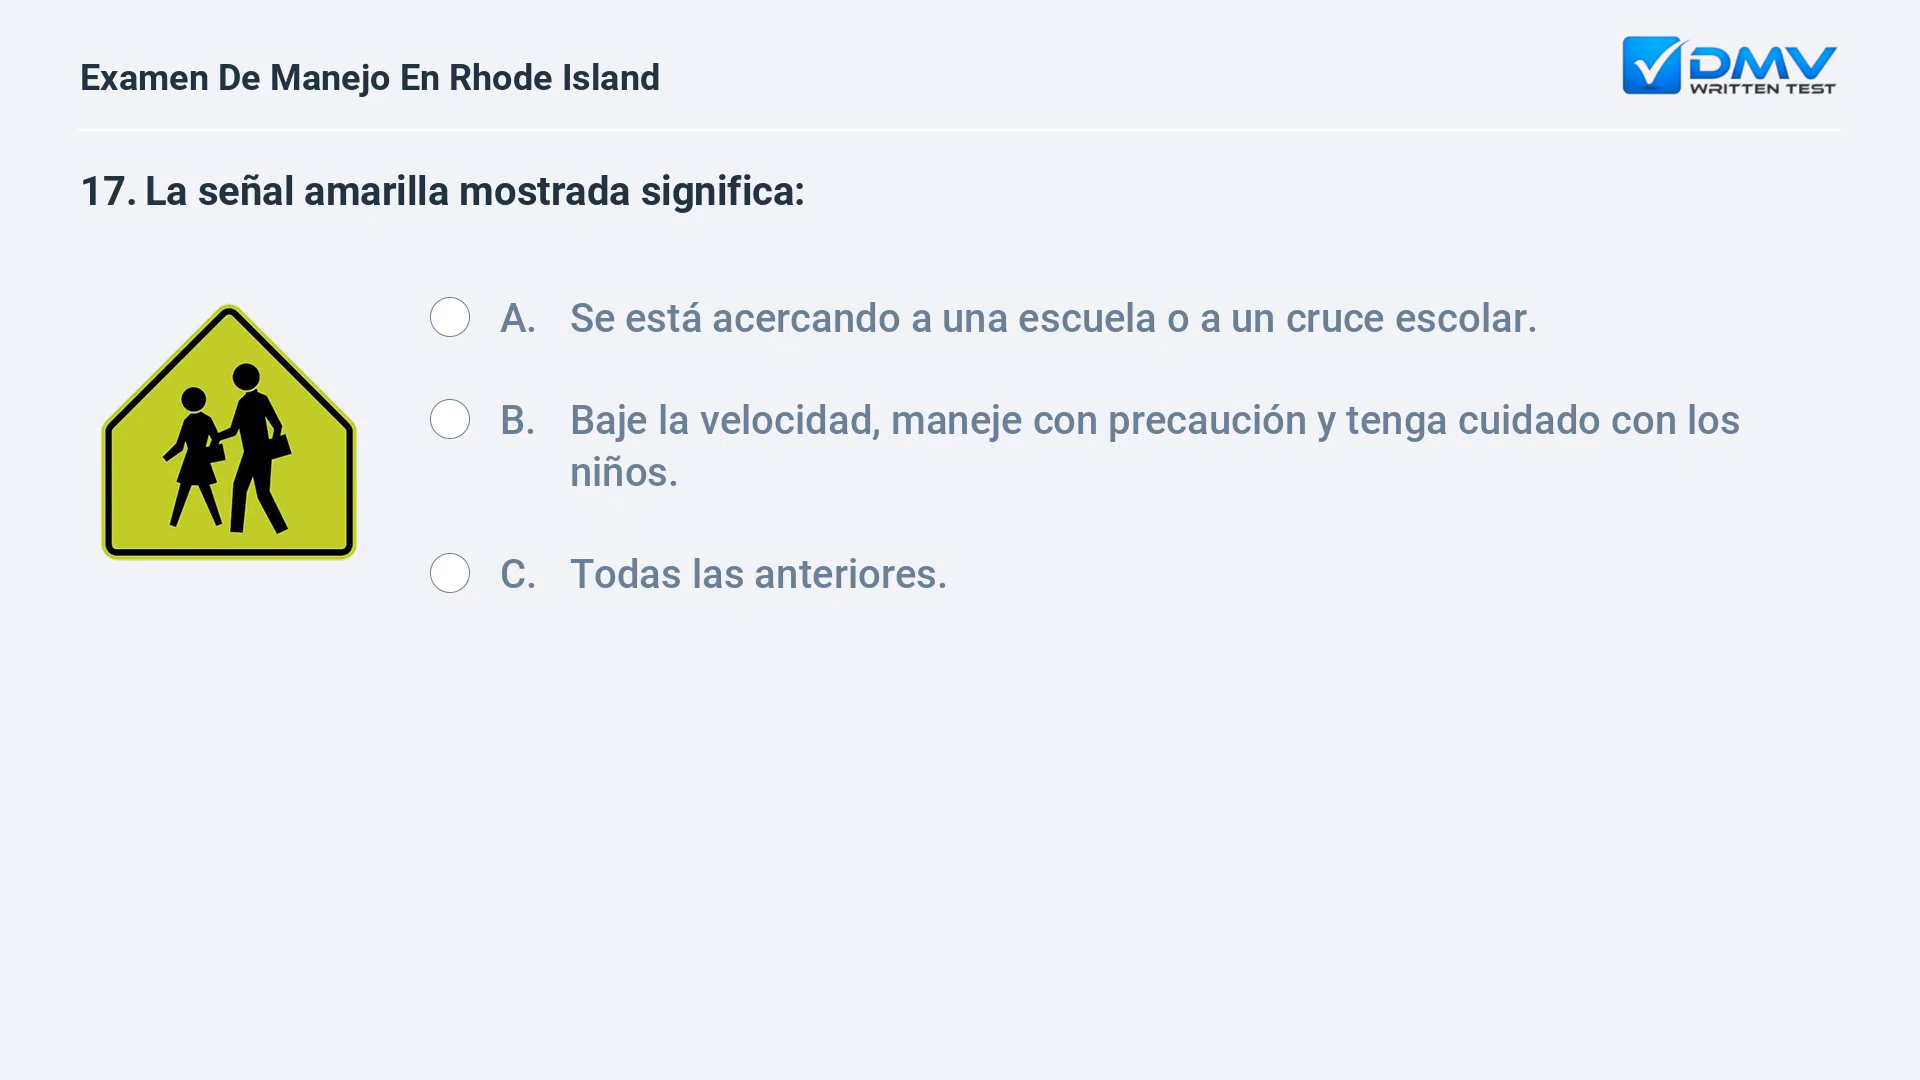 Examen De Manejo En Rhode Island
DMV
WRITTEN TEST
17. La señal amarilla mostrada significa:
A. Se está acercando a una escuela o a un cruce escolar.
B. Baje la velocidad, maneje con precaución y tenga cuidado con los
niños.
C. Todas las anteriores.